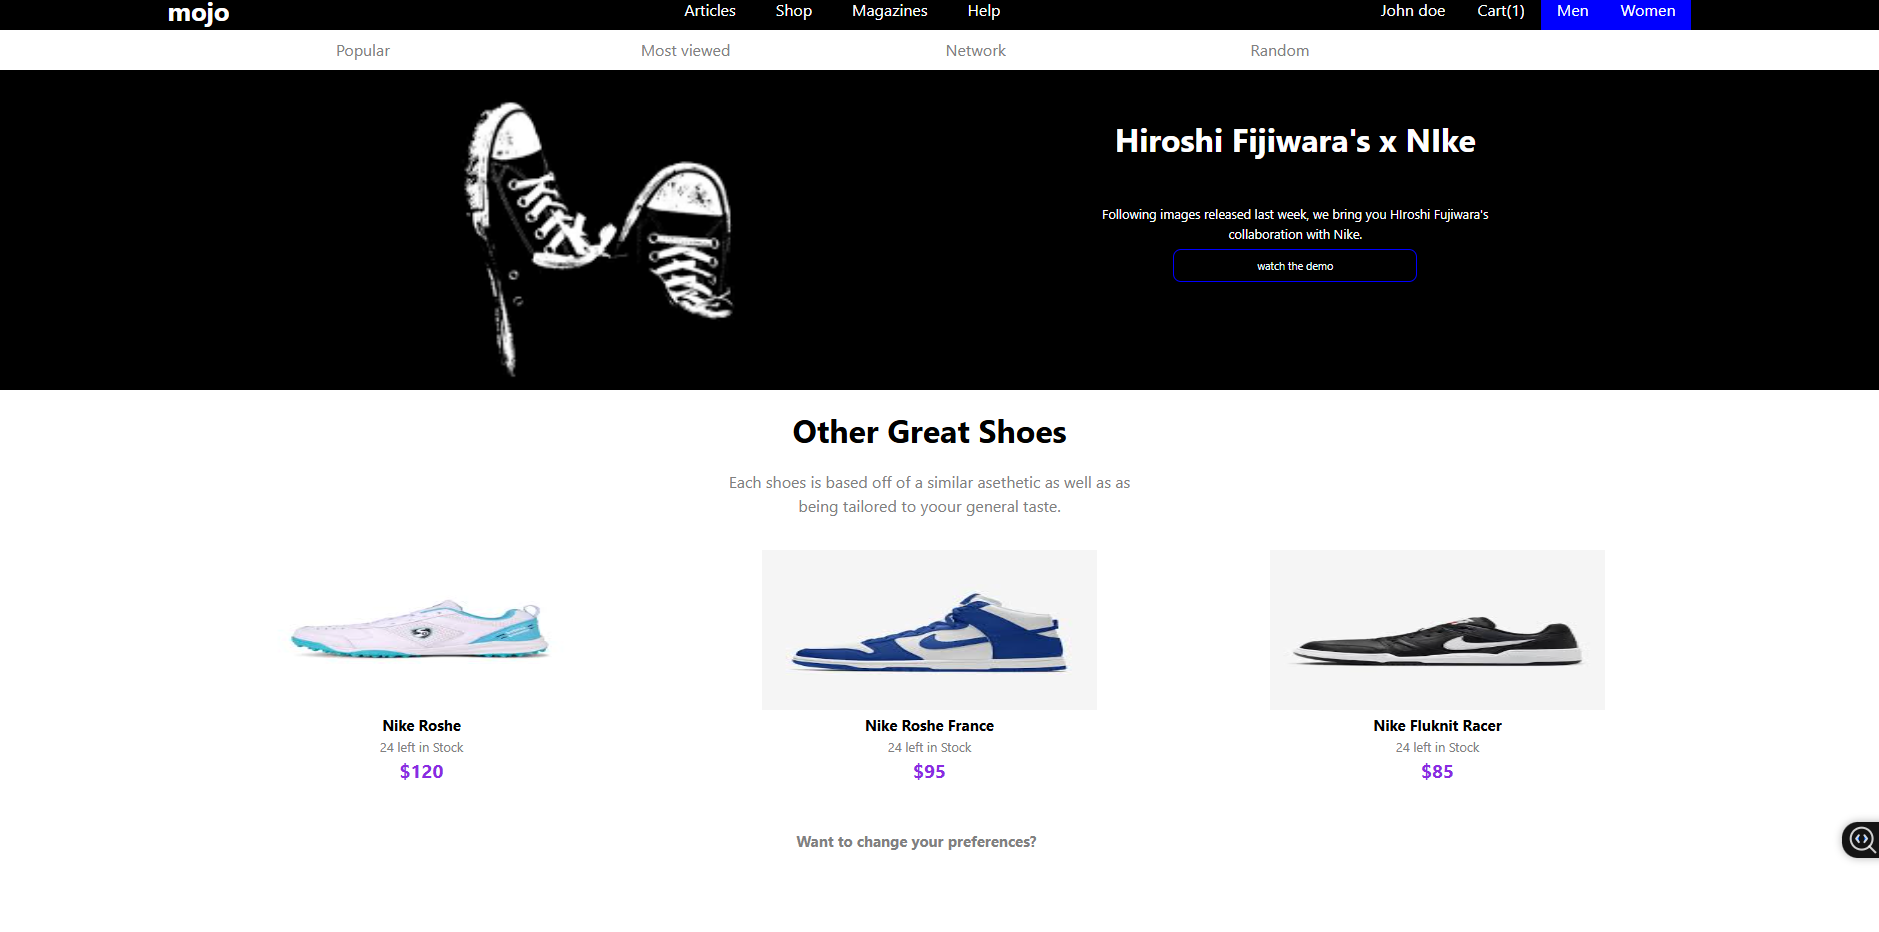 mojo Articles Shop Magazines Help John doe Cart(1) Men Women
Popular Most viewed Network Random
Hiroshi Fijiwara's x NIke
Following images released last week, we bring you HIroshi Fujiwara's
collaboration with Nike.
watch the demo
Other Great Shoes
Each shoes is based off of a similar asethetic as well as as
being tailored to yoour general taste.
Nike Roshe
24 left in Stock
$120
Nike Roshe France
24 left in Stock
$95
Nike Fluknit Racer
24 left in Stock
$85
Want to change your preferences?